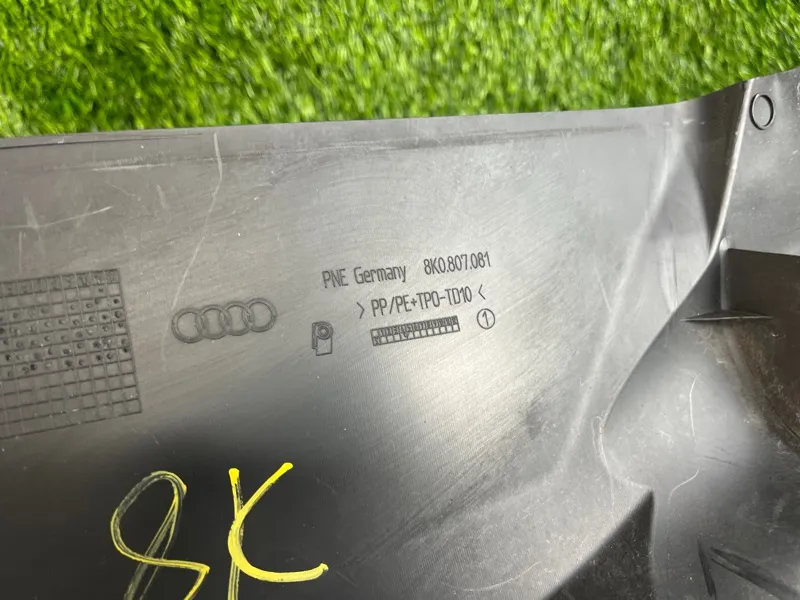 PNE Germany 8K0.807.081
>PP/PE+TPO-TD10<
1
8K